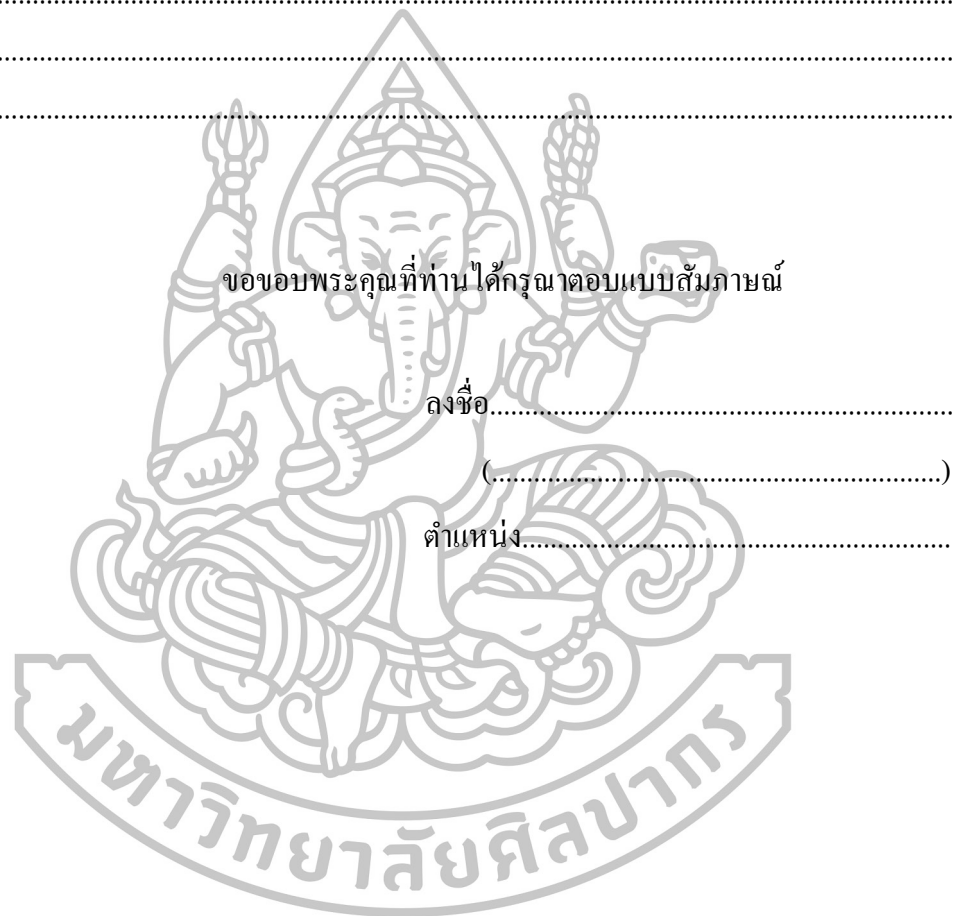 ................................................................................................................................
................................................................................................................................
................................................................................................................................
ขอขอบพระคุณที่ท่านได้กรุณาตอบแบบสัมภาษณ์
ลงชื่อ..................................................................
(................................................................)
ตำแหน่ง.............................................................
มหาวิทยาลัยศิลปากร